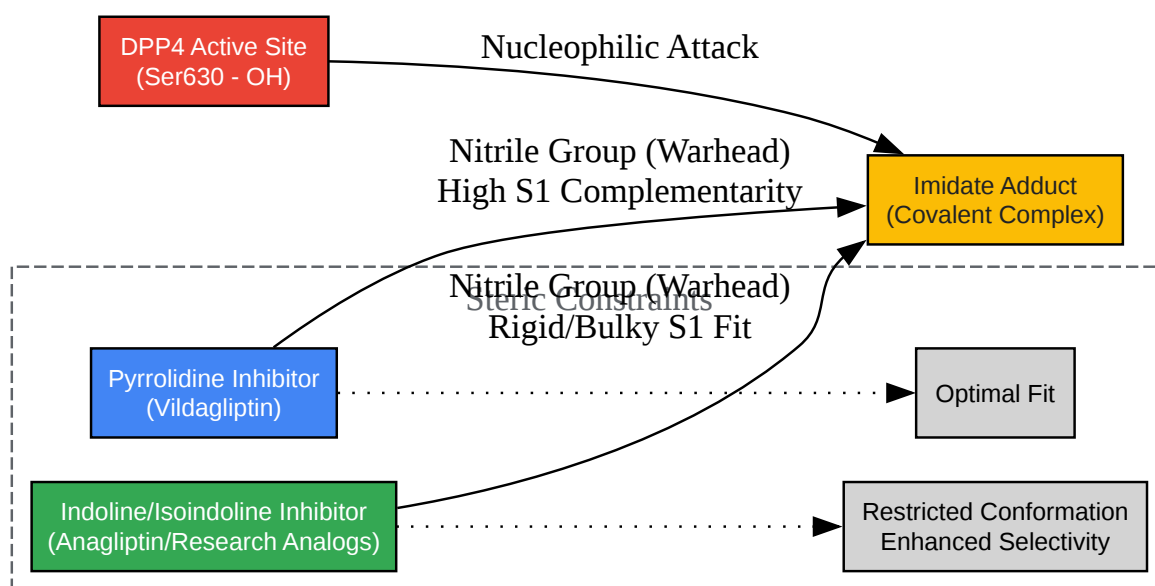 DPP4 Active Site
(Ser630 - OH)
Nucleophilic Attack
Nitrile Group (Warhead)
High S1 Complementarity
Imidate Adduct
(Covalent Complex)
Nitrile Group (Warhead)
Steric Constraints
Rigid/Bulky S1 Fit
Pyrrolidine Inhibitor
(Vildagliptin)
Optimal Fit
Indoline/Isoindoline Inhibitor
(Anagliptin/Research Analogs)
Restricted Conformation
Enhanced Selectivity